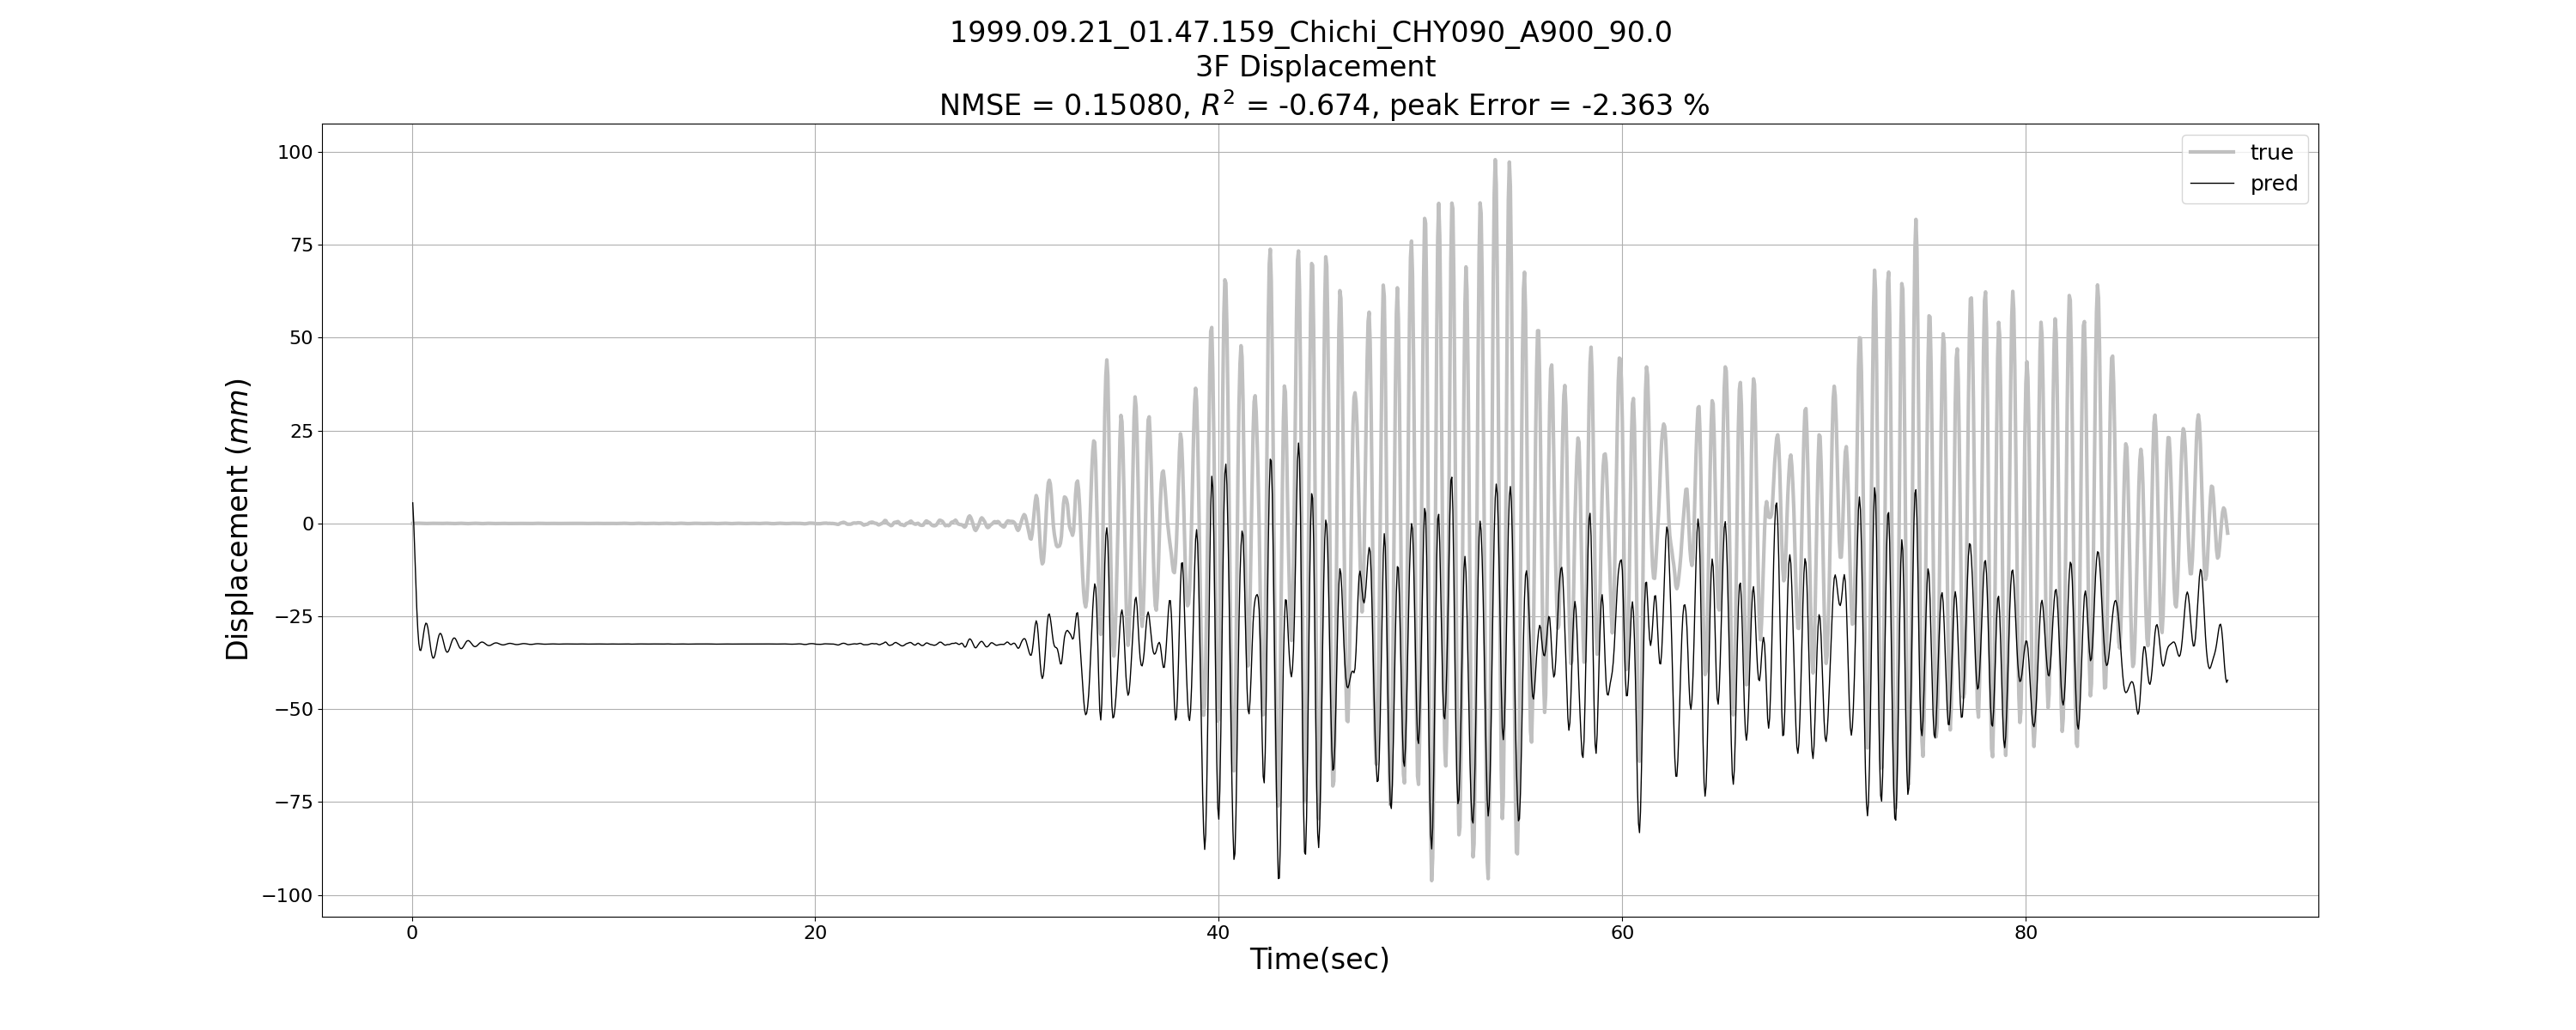 1999.09.21_01.47.159_Chichi_CHY090_A900_90.0
3F Displacement
NMSE = 0.15080, R² = -0.674, peak Error = -2.363 %
true
pred
100
75
50
25
0
−25
−50
−75
−100
Displacement (mm)
0 20 40 60 80
Time(sec)